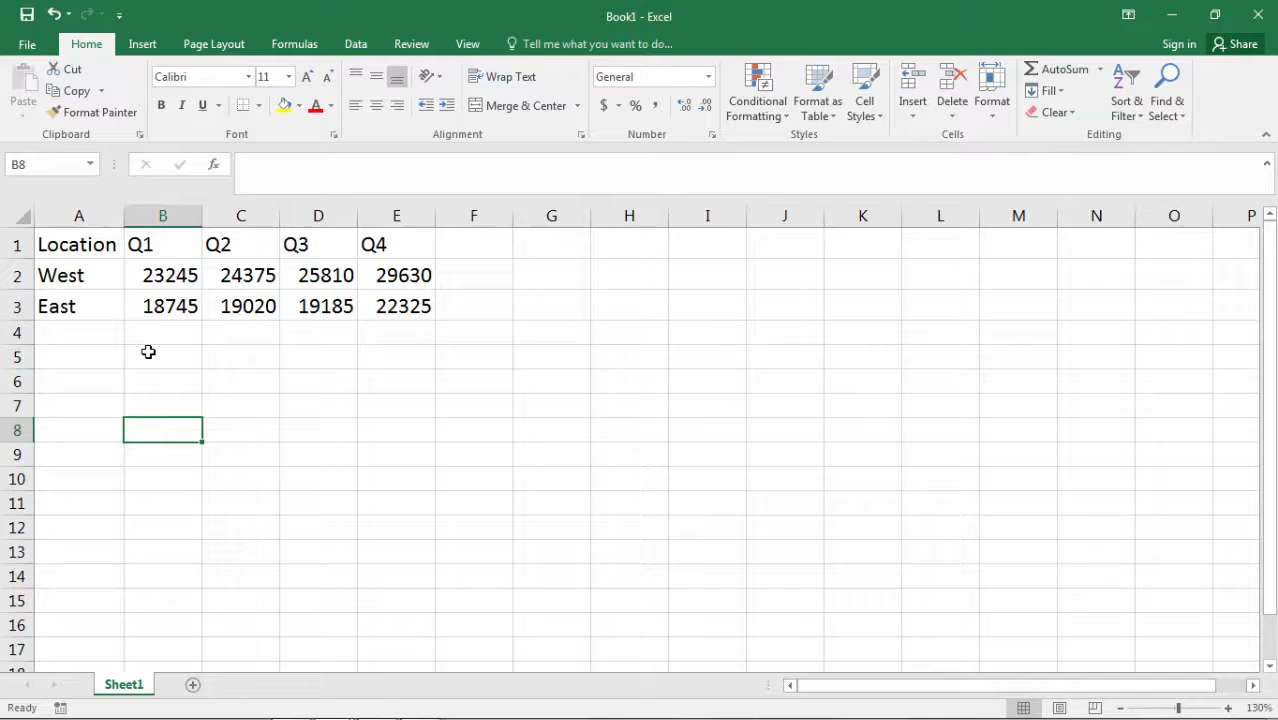 Book1 - Excel
File Home Insert Page Layout Formulas Data Review View Tell me what you want to do... Sign in Share
Paste
Cut
Copy
Format Painter
Clipboard
Calibri 11
B I U
Font
Wrap Text
Merge & Center
Alignment
General
$ % ,
Number
Conditional Formatting
Format as Table
Cell Styles
Styles
Insert
Delete
Format
Cells
AutoSum
Fill
Clear
Sort & Filter
Find & Select
Editing
B8 fx
A B C D E F G H I J K L M N O P
1 Location Q1 Q2 Q3 Q4
2 West 23245 24375 25810 29630
3 East 18745 19020 19185 22325
4
5
6
7
8
9
10
11
12
13
14
15
16
17
Sheet1
Ready 130%